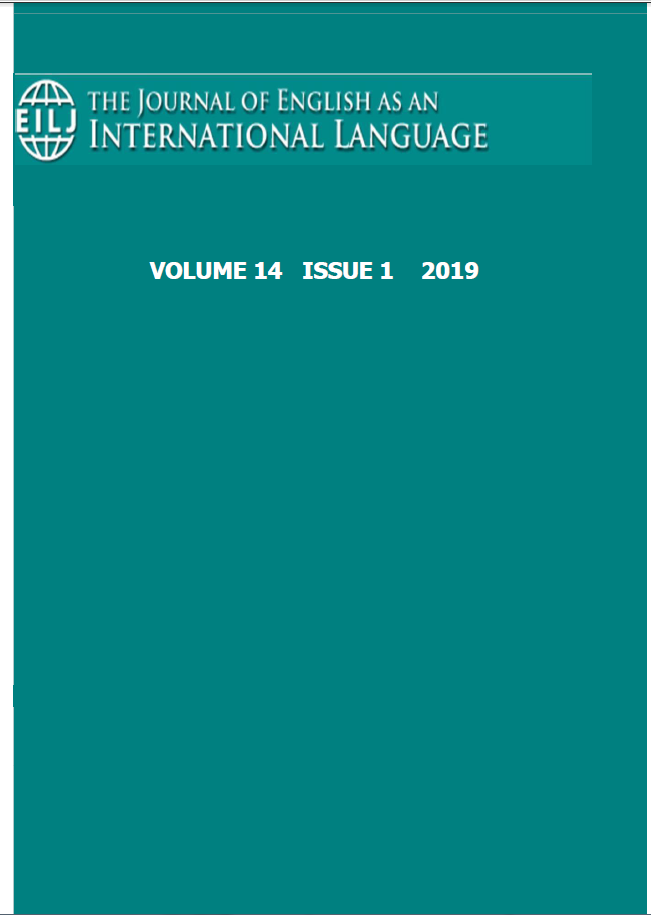 EILJ
THE JOURNAL OF ENGLISH AS AN
INTERNATIONAL LANGUAGE
VOLUME 14 ISSUE 1 2019